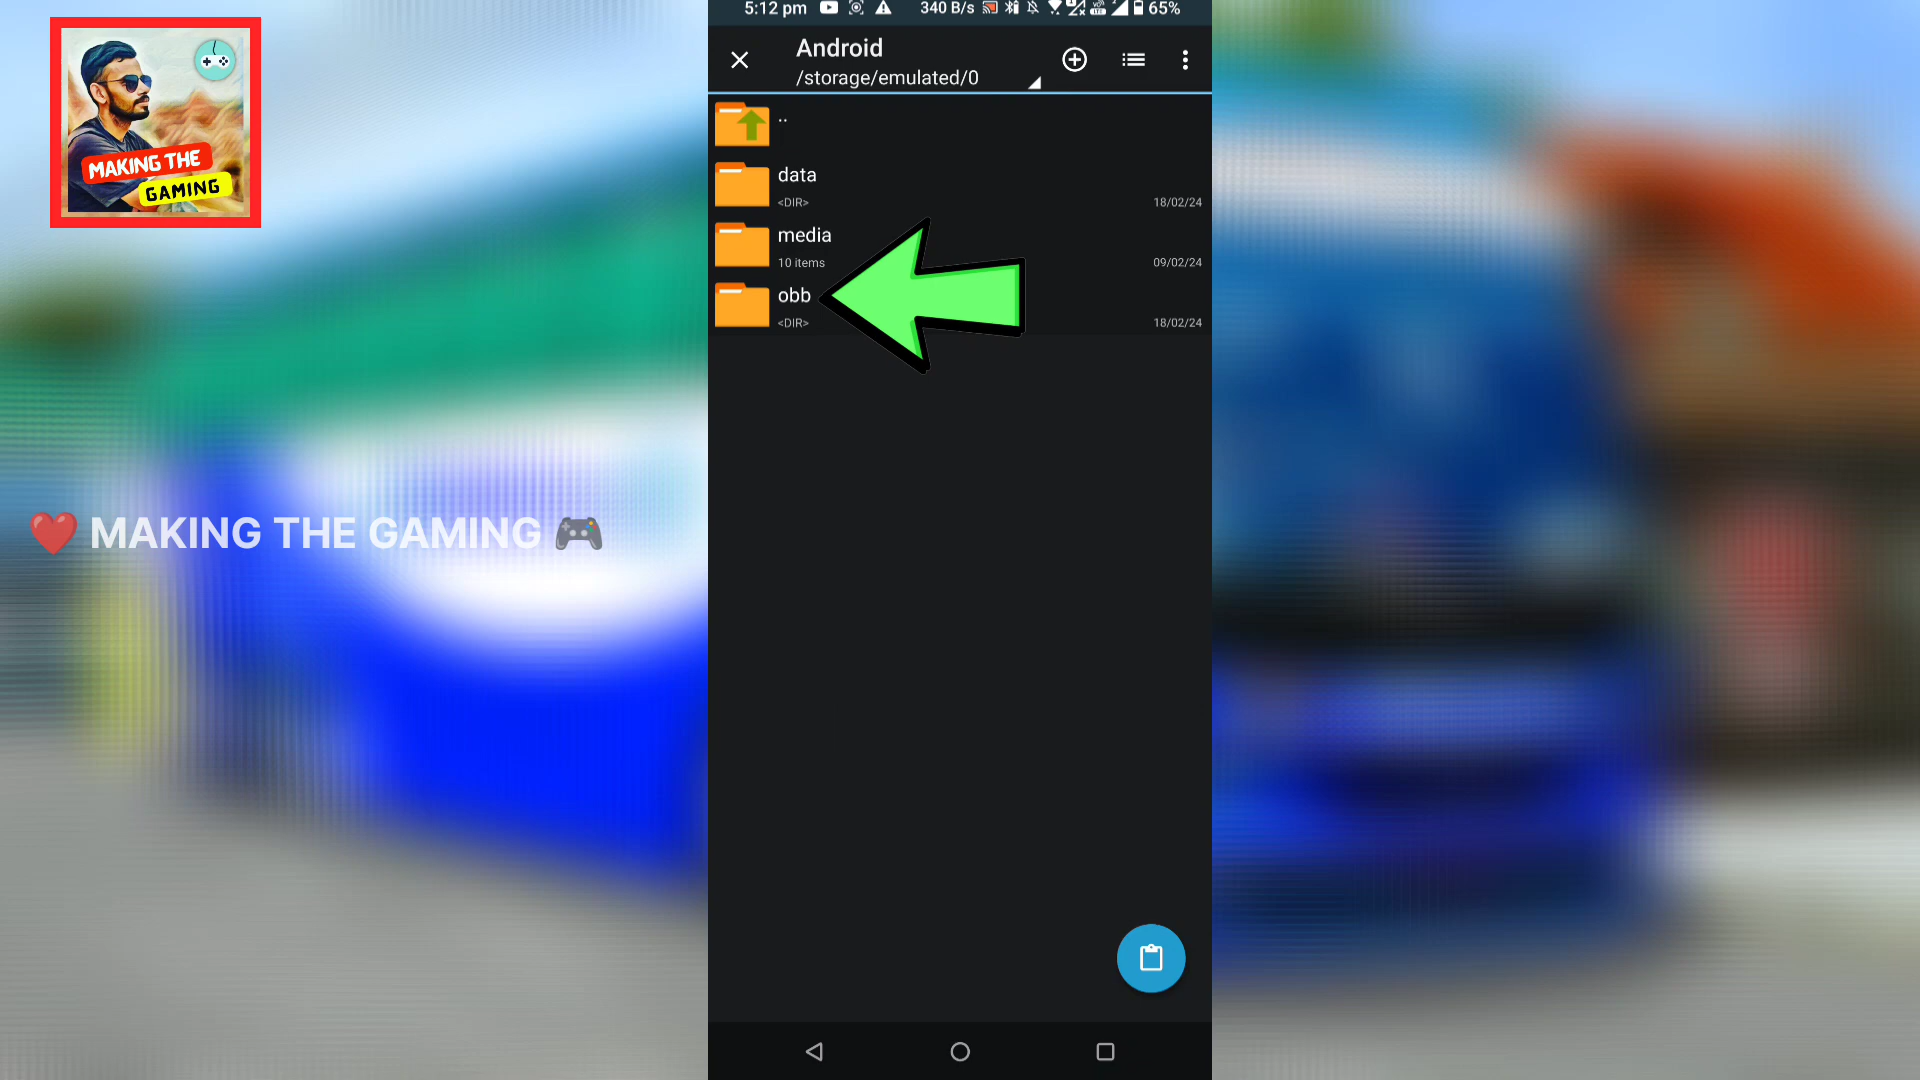 MAKING THE
GAMING
❤️ MAKING THE GAMING 🎮
5:12 pm 340 B/s 65%
Android
/storage/emulated/0
..
data
<DIR> 18/02/24
media
10 items 09/02/24
obb
<DIR> 18/02/24